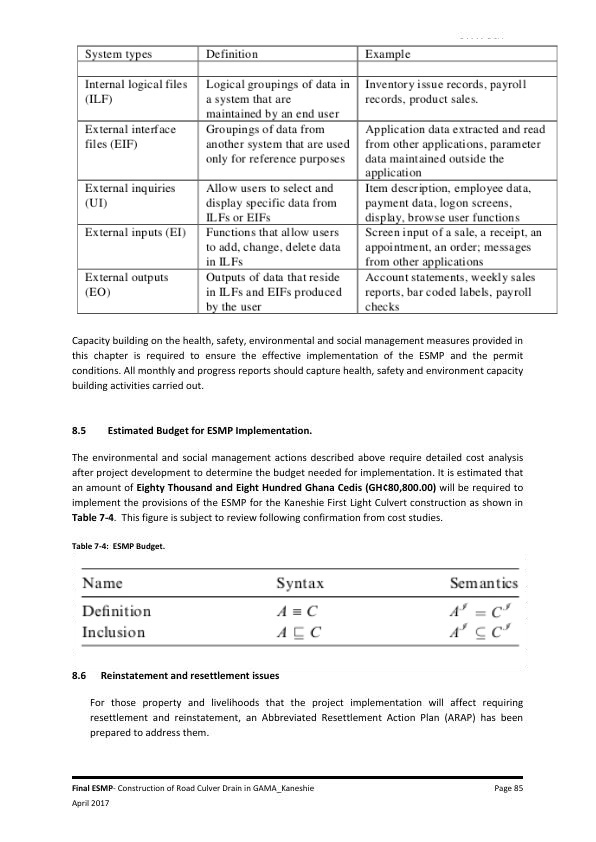 System types Definition Example
Internal logical files Logical groupings of data in Inventory issue records, payroll
(ILF) a system that are records, product sales.
maintained by an end user
External interface Groupings of data from Application data extracted and read
files (EIF) another system that are used from other applications, parameter
only for reference purposes data maintained outside the
application
External inquiries Allow users to select and Item description, employee data,
(UI) display specific data from payment data, logon screens,
ILFs or EIFs display, browse user functions
External inputs (EI) Functions that allow users Screen input of a sale, a receipt, an
to add, change, delete data appointment, an order; messages
in ILFs from other applications
External outputs Outputs of data that reside Account statements, weekly sales
(EO) in ILFs and EIFs produced reports, bar coded labels, payroll
by the user checks
Capacity building on the health, safety, environmental and social management measures provided in
this chapter is required to ensure the effective implementation of the ESMP and the permit
conditions. All monthly and progress reports should capture health, safety and environment capacity
building activities carried out.
8.5 Estimated Budget for ESMP Implementation.
The environmental and social management actions described above require detailed cost analysis
after project development to determine the budget needed for implementation. It is estimated that
an amount of Eighty Thousand and Eight Hundred Ghana Cedis (GH¢80,800.00) will be required to
implement the provisions of the ESMP for the Kaneshie First Light Culvert construction as shown in
Table 7-4. This figure is subject to review following confirmation from cost studies.
Table 7-4: ESMP Budget.
Name Syntax Semantics
Definition A ≡ C A^𝓘 = C^𝓘
Inclusion A ⊑ C A^𝓘 ⊆ C^𝓘
8.6 Reinstatement and resettlement issues
For those property and livelihoods that the project implementation will affect requiring
resettlement and reinstatement, an Abbreviated Resettlement Action Plan (ARAP) has been
prepared to address them.
Final ESMP- Construction of Road Culver Drain in GAMA_Kaneshie Page 85
April 2017